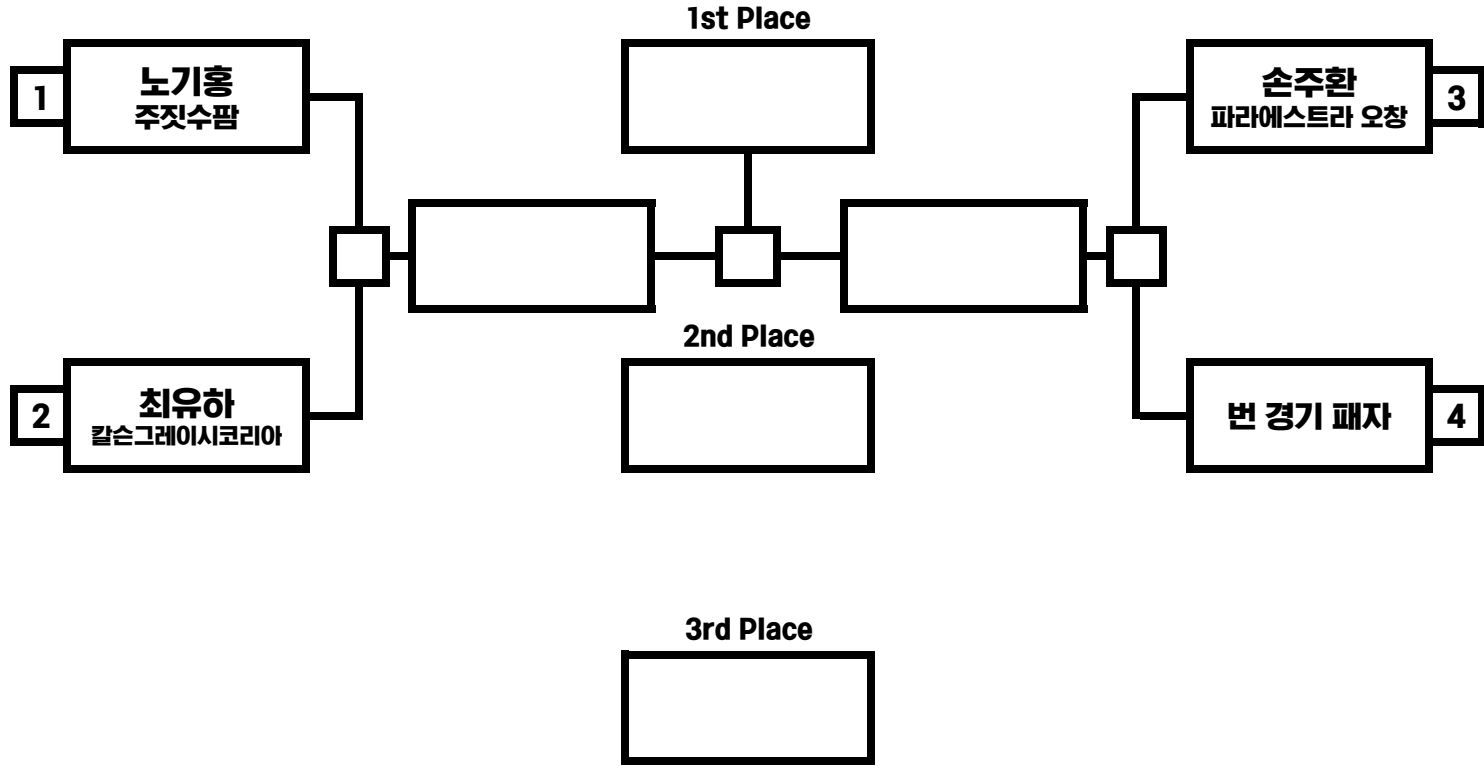 1st Place
1
노기홍
주짓수팜
손주환
파라에스트라 오창
3
2nd Place
2
최유하
칼슨그레이시코리아
번 경기 패자
4
3rd Place